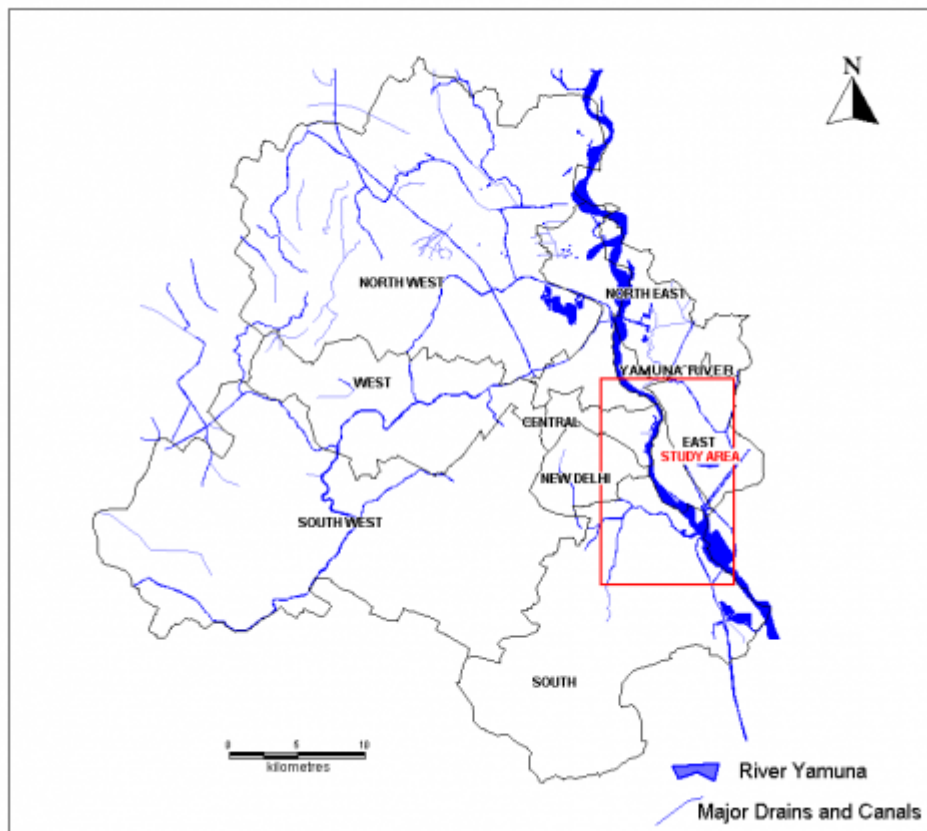 N
NORTH WEST
NORTH EAST
YAMUNA RIVER
WEST
CENTRAL
EAST
STUDY AREA
NEW DELHI
SOUTH WEST
SOUTH
0 5 10
kilometres
River Yamuna
Major Drains and Canals